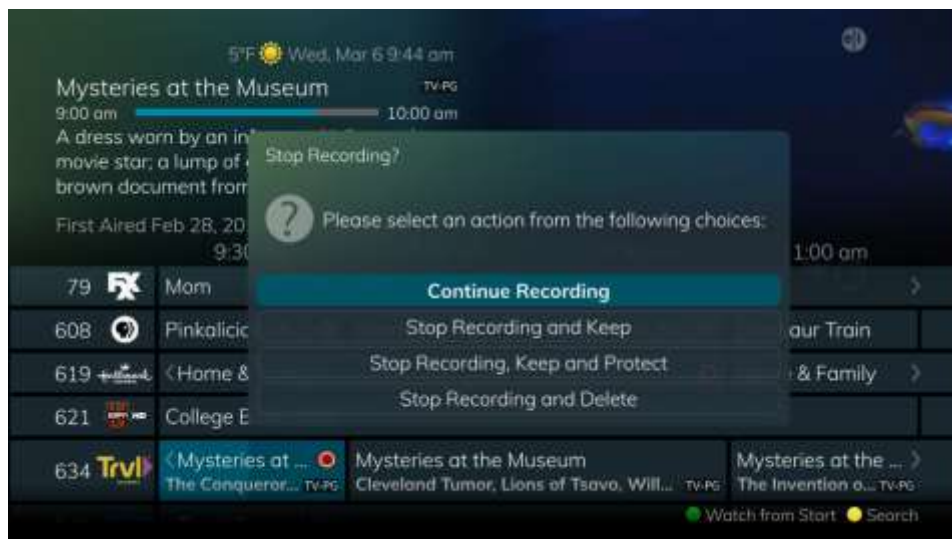 5°F Wed, Mar 6 9:44 am
Mysteries at the Museum TV-PG
9:00 am 10:00 am
A dress worn by an in
movie star; a lump of
brown document from
First Aired Feb 28, 20
Stop Recording?
Please select an action from the following choices:
Continue Recording
Stop Recording and Keep
Stop Recording, Keep and Protect
Stop Recording and Delete
9:30 1:00 am
79 FX Mom
608 Pinkalicic aur Train
619 Hallmark <Home & & Family
621 College E
634 Trvl <Mysteries at ... Mysteries at the Museum Mysteries at the ...
The Conqueror... TV-PG Cleveland Tumor, Lions of Tsavo, Will... TV-PG The Invention o... TV-PG
Watch from Start Search